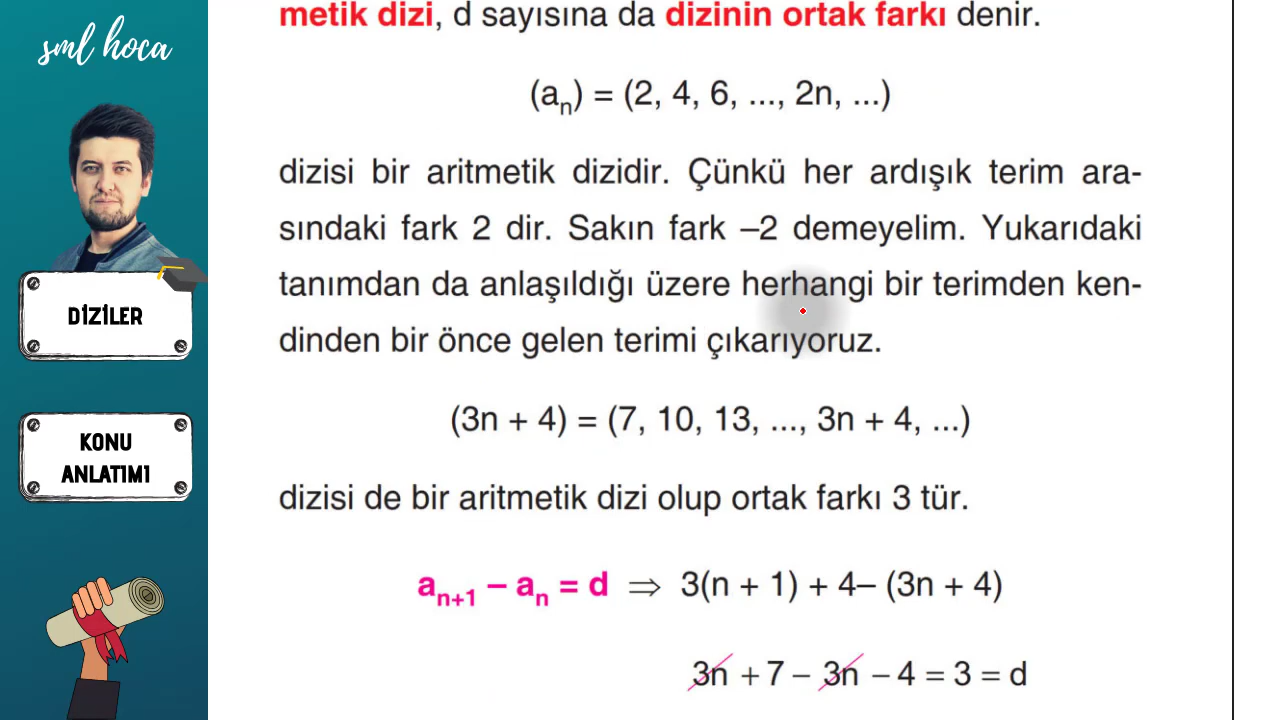 sml hoca
DİZİLER
KONU
ANLATIMI
metik dizi, d sayısına da dizinin ortak farkı denir.
(aₙ) = (2, 4, 6, ..., 2n, ...)
dizisi bir aritmetik dizidir. Çünkü her ardışık terim ara-
sındaki fark 2 dir. Sakın fark –2 demeyelim. Yukarıdaki
tanımdan da anlaşıldığı üzere herhangi bir terimden ken-
dinden bir önce gelen terimi çıkarıyoruz.
(3n + 4) = (7, 10, 13, ..., 3n + 4, ...)
dizisi de bir aritmetik dizi olup ortak farkı 3 tür.
aₙ₊₁ – aₙ = d ⇒ 3(n + 1) + 4– (3n + 4)
3n + 7 – 3n – 4 = 3 = d